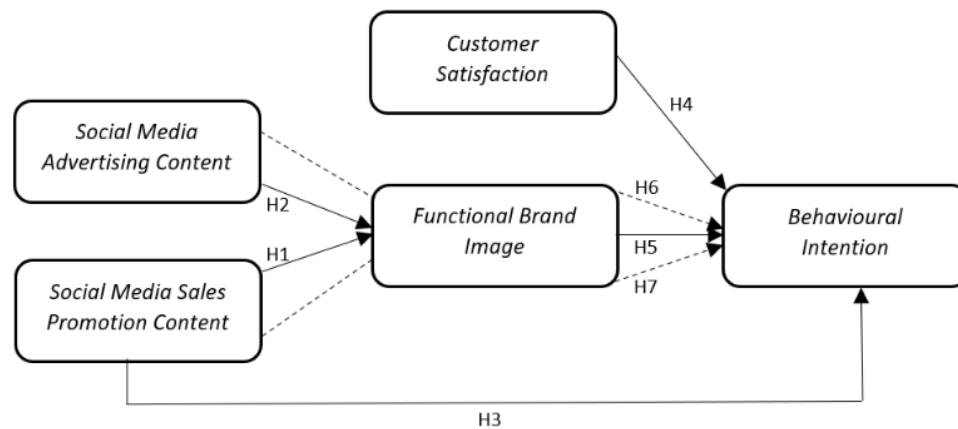 Customer
Satisfaction
H4
Social Media
Advertising Content
H2
H1
Functional Brand
Image
H6
H5
H7
Behavioural
Intention
Social Media Sales
Promotion Content
H3